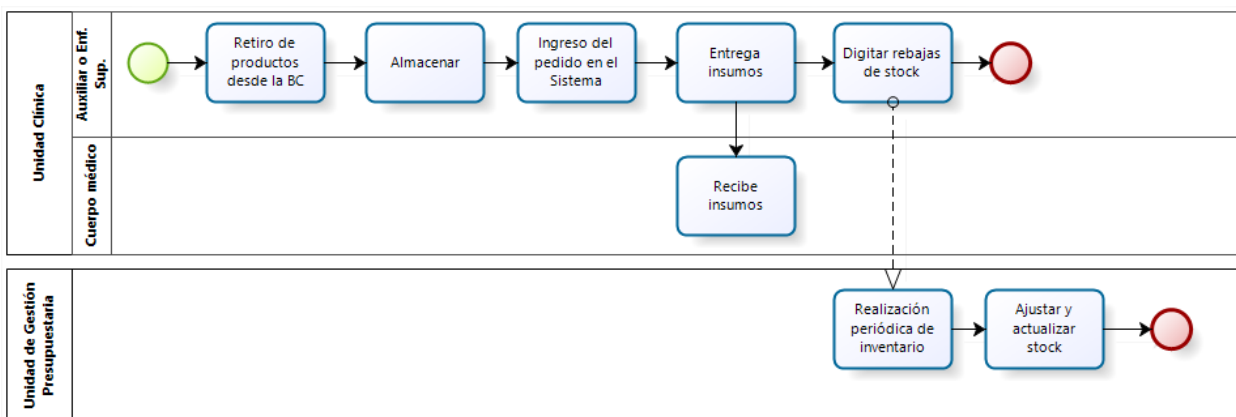 Unidad Clínica
Auxiliar o Enf.
Sup.
Retiro de
productos
desde la BC
Almacenar
Ingreso del
pedido en el
Sistema
Entrega
insumos
Digitar rebajas
de stock
Cuerpo médico
Recibe
insumos
Unidad de Gestión
Presupuestaria
Realización
periódica de
inventario
Ajustar y
actualizar
stock